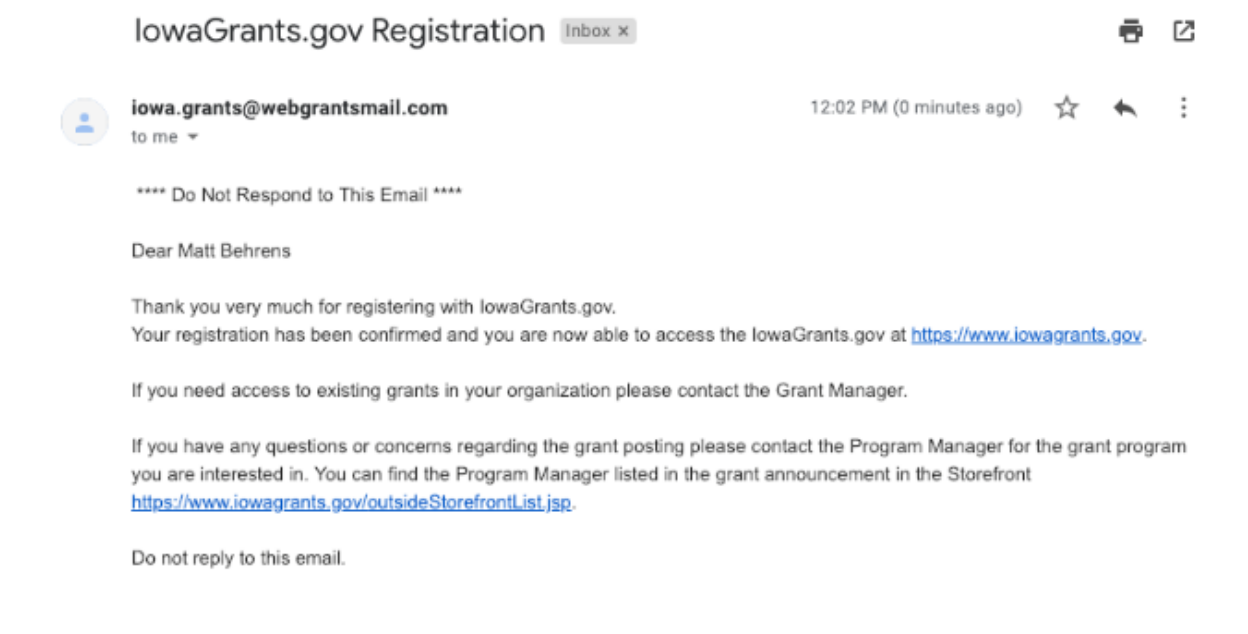 IowaGrants.gov Registration Inbox ×
iowa.grants@webgrantsmail.com 12:02 PM (0 minutes ago)
to me
**** Do Not Respond to This Email ****
Dear Matt Behrens
Thank you very much for registering with IowaGrants.gov.
Your registration has been confirmed and you are now able to access the IowaGrants.gov at https://www.iowagrants.gov.
If you need access to existing grants in your organization please contact the Grant Manager.
If you have any questions or concerns regarding the grant posting please contact the Program Manager for the grant program
you are interested in. You can find the Program Manager listed in the grant announcement in the Storefront
https://www.iowagrants.gov/outsideStorefrontList.jsp.
Do not reply to this email.